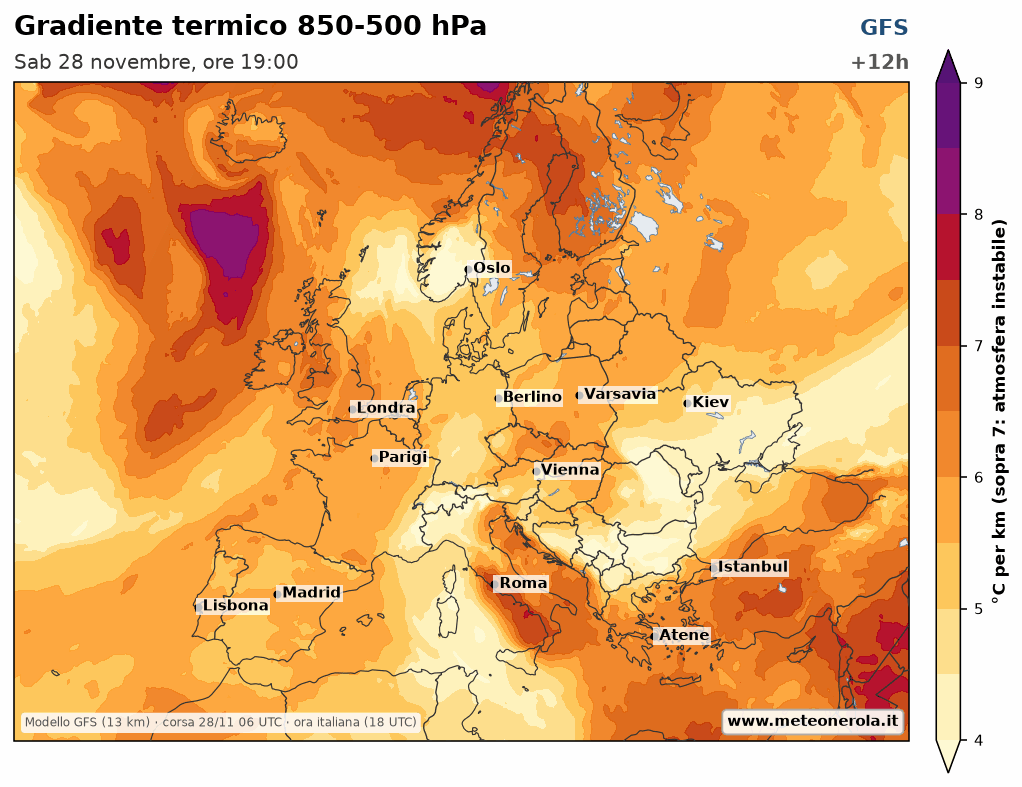 Gradiente termico 850-500 hPa
GFS
Sab 28 novembre, ore 19:00
+12h
9
8
7
6
5
4
°C per km (sopra 7: atmosfera instabile)
Oslo
Londra
Berlino
Varsavia
Kiev
Parigi
Vienna
Istanbul
Roma
Madrid
Lisbona
Atene
Modello GFS (13 km) · corsa 28/11 06 UTC · ora italiana (18 UTC)
www.meteonerola.it